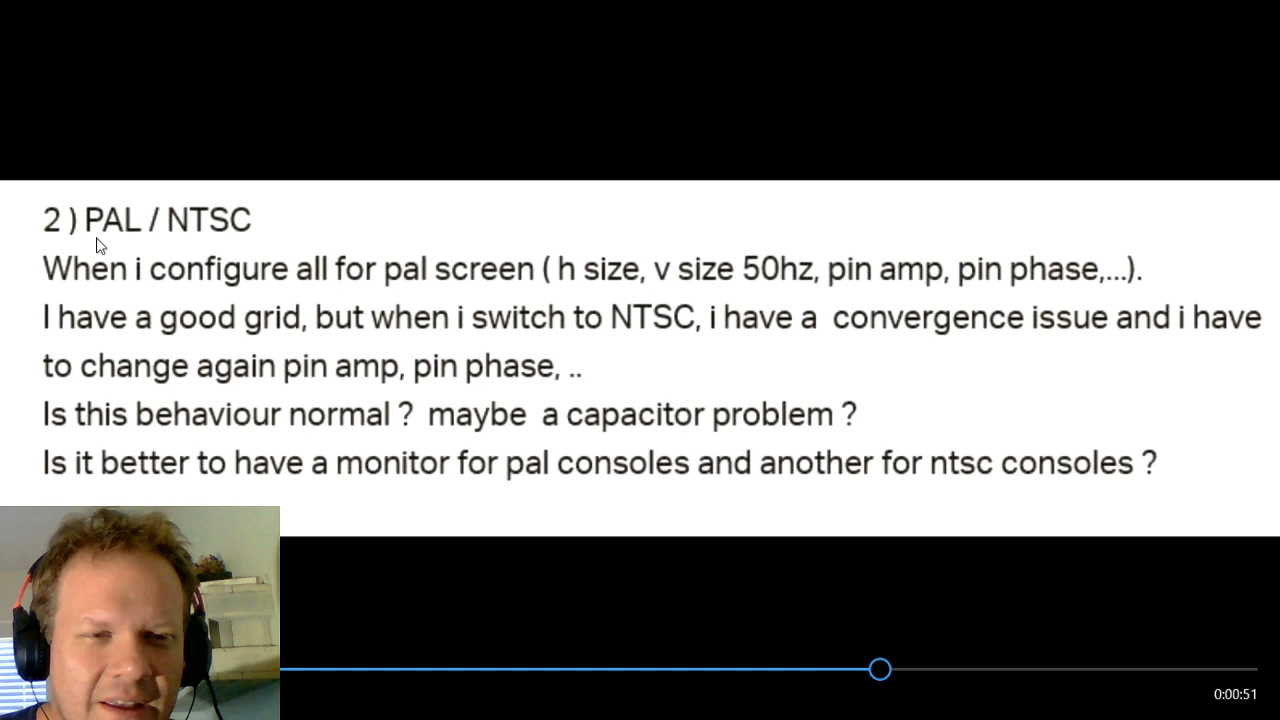 2 ) PAL / NTSC
When i configure all for pal screen ( h size, v size 50hz, pin amp, pin phase,...).
I have a good grid, but when i switch to NTSC, i have a  convergence issue and i have
to change again pin amp, pin phase, ..
Is this behaviour normal ?  maybe  a capacitor problem ?
Is it better to have a monitor for pal consoles and another for ntsc consoles ?
0:00:51